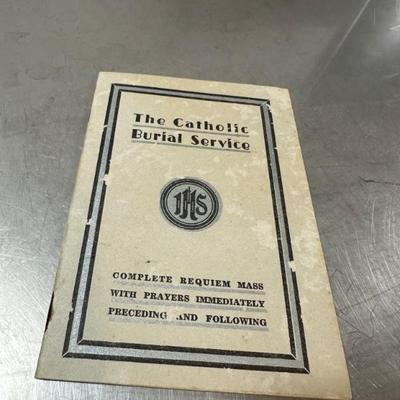 The Catholic
Burial Service
IHS
COMPLETE REQUIEM MASS
WITH PRAYERS IMMEDIATELY
PRECEDING AND FOLLOWING